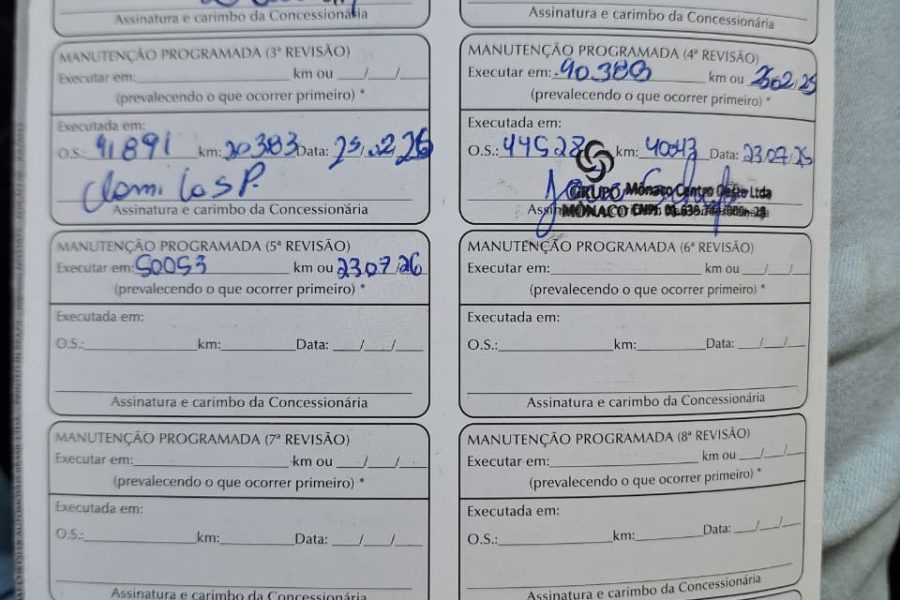 Assinatura e carimbo da Concessionária
Assinatura e carimbo da Concessionária
MANUTENÇÃO PROGRAMADA (3ª REVISÃO)
Executar em: km ou / /
(prevalecendo o que ocorrer primeiro) *
Executada em:
O.S.: 41891 km: 20383 Data: 25/02/25
Assinatura e carimbo da Concessionária
MANUTENÇÃO PROGRAMADA (4ª REVISÃO)
Executar em: km ou
(prevalecendo o que ocorrer primeiro) *
Executada em:
O.S.: 44528 km: 40043 Data: 23.07/25
GRUPO MÔNACO
Mônaco Centro Oeste Ltda
CNPJ
MANUTENÇÃO PROGRAMADA (5ª REVISÃO)
Executar em: 50053 km ou 23.07/26
(prevalecendo o que ocorrer primeiro) *
Executada em:
O.S.: km: Data: / /
Assinatura e carimbo da Concessionária
MANUTENÇÃO PROGRAMADA (6ª REVISÃO)
Executar em: km ou / /
(prevalecendo o que ocorrer primeiro) *
Executada em:
O.S.: km: Data: / /
Assinatura e carimbo da Concessionária
MANUTENÇÃO PROGRAMADA (7ª REVISÃO)
Executar em: km ou / /
(prevalecendo o que ocorrer primeiro) *
Executada em:
O.S.: km: Data: / /
Assinatura e carimbo da Concessionária
MANUTENÇÃO PROGRAMADA (8ª REVISÃO)
Executar em: km ou / /
(prevalecendo o que ocorrer primeiro) *
Executada em:
O.S.: km: Data: / /
Assinatura e carimbo da Concessionária